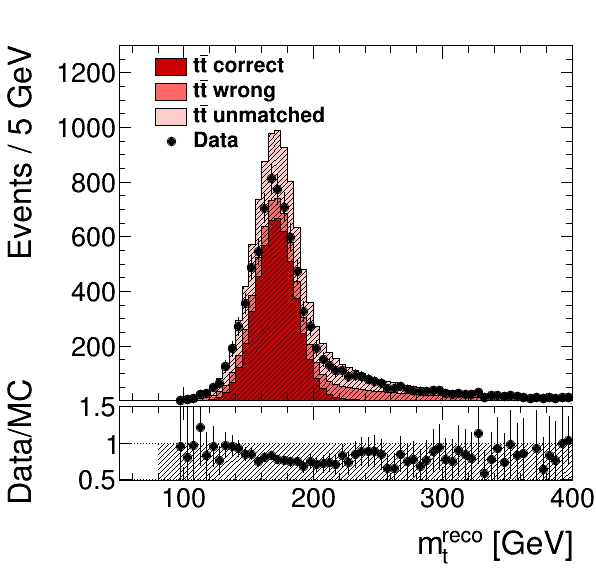 Events / 5 GeV
1200
1000
800
600
400
200
tt̄ correct
tt̄ wrong
tt̄ unmatched
Data
Data/MC
1.5
1
0.5
100 200 300 400
m_t^reco [GeV]